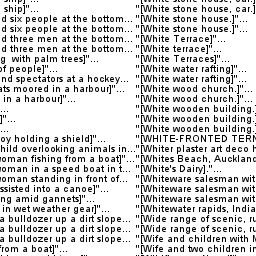 ship]"... "[White stone house, car.]
d six people at the bottom... "[White stone house.]"...
d six people at the bottom... "[White stone house.]"...
d three men at the bottom... "[White Terrace]"...
d three men at the bottom... "[White terrace]"...
g with palm trees]"... "[White Terraces]"...
of people]"... "[White water rafting]"...
nd spectators at a hockey... "[White water rafting]"...
ats moored in a harbour]"... "[White wood church.]"...
in a harbour]"... "[White wood church.]"...
"[White wooden building.]
]"... "[White wooden building.
]"... "[White wooden building.
oy holding a shield]"... "[WHITE-FRONTED TERN
hild overlooking animals in... "[Whiter plaster art deco h
woman fishing from a boat]"... "[Whites Beach, Auckland
woman in a speed boat in t... "[White's Dairy]."...
woman standing in front of... "[Whiteware salesman wit
ssisted into a canoe]"... "[Whiteware salesman wit
ng amid gannets]"... "[Whiteware salesman wit
in wet weather gear]"... "[Whitewater rapids, India
a bulldozer up a dirt slope... "[Wide range of scenic, ru
a bulldozer up a dirt slope... "[Wide range of scenic, ru
a bulldozer up a dirt slope... "[Wife and children with M
from a boat]"... "[Wife and two children in